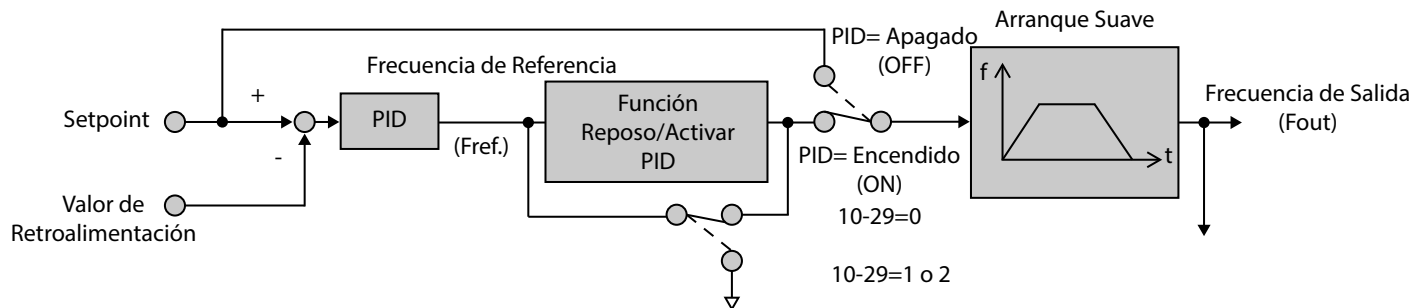 Arranque Suave
PID= Apagado
(OFF)
Frecuencia de Referencia
f
Frecuencia de Salida
(Fout)
+
Setpoint
PID
Función
Reposo/Activar
PID
(Fref.)
-
PID= Encendido
(ON)
t
Valor de
Retroalimentación
10-29=0
10-29=1 o 2